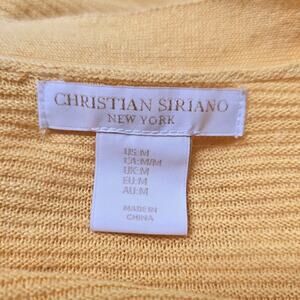 CHRISTIAN SIRIANO
NEW YORK
US:M
CA:M/M
UK:M
EU:M
AU:M
MADE IN
CHINA